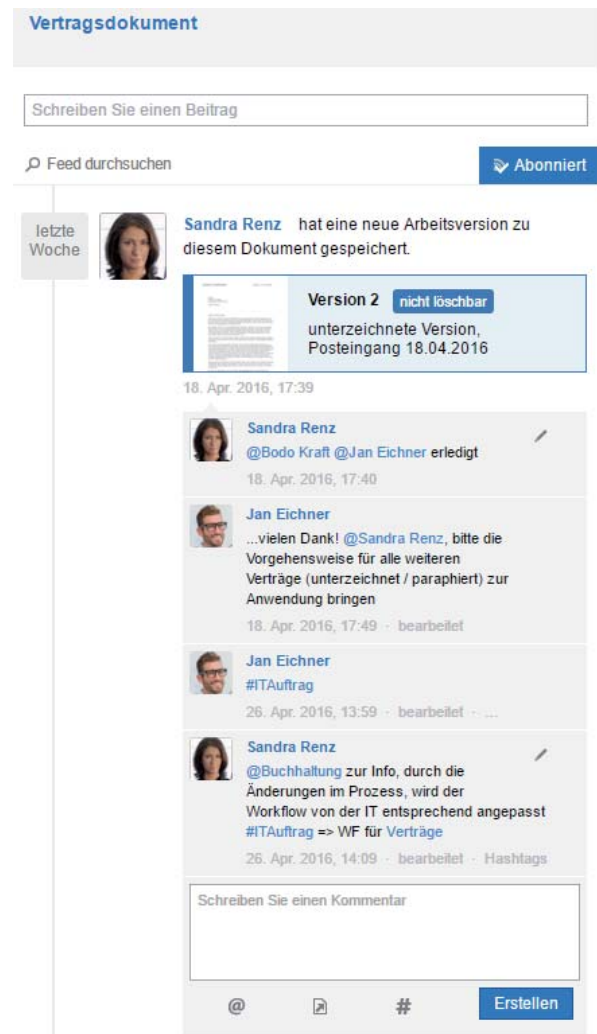 Vertragsdokument
Schreiben Sie einen Beitrag
Feed durchsuchen
Abonniert
letzte
Woche
Sandra Renz hat eine neue Arbeitsversion zu
diesem Dokument gespeichert.
Version 2 nicht löschbar
unterzeichnete Version,
Posteingang 18.04.2016
18. Apr. 2016, 17:39
Sandra Renz
@Bodo Kraft @Jan Eichner erledigt
18. Apr. 2016, 17:40
Jan Eichner
...vielen Dank! @Sandra Renz, bitte die
Vorgehensweise für alle weiteren
Verträge (unterzeichnet / paraphiert) zur
Anwendung bringen
18. Apr. 2016, 17:49 · bearbeitet
Jan Eichner
#ITAuftrag
26. Apr. 2016, 13:59 · bearbeitet · ...
Sandra Renz
@Buchhaltung zur Info, durch die
Änderungen im Prozess, wird der
Workflow von der IT entsprechend angepasst
#ITAuftrag => WF für Verträge
26. Apr. 2016, 14:09 · bearbeitet · Hashtags
Schreiben Sie einen Kommentar
@ # Erstellen